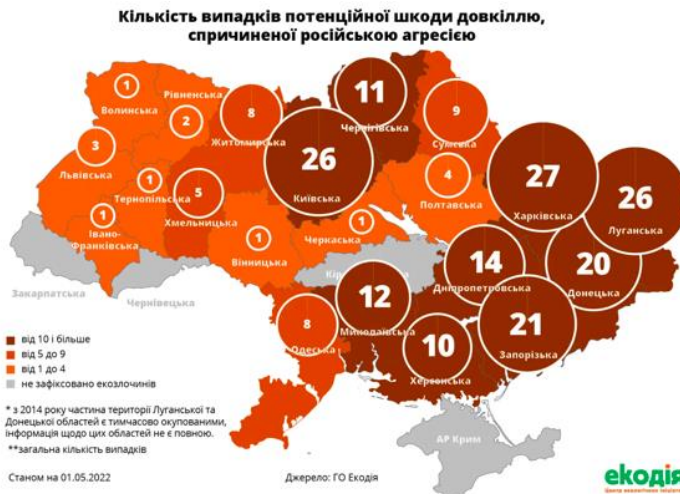 Кількість випадків потенційної шкоди довкіллю,
спричиненої російською агресією
1
Волинська
Рівненська
2
8
Житомирська
11
Чернігівська
9
Сумська
3
Львівська
1
Тернопільська
5
Хмельницька
26
Київська
4
Полтавська
27
Харківська
26
Луганська
1
Івано-
Франківська
1
Вінницька
1
Черкаська
14
Дніпропетровська
20
Донецька
Закарпатська
Чернівецька
12
Миколаївська
8
Одеська
10
Херсонська
21
Запорізька
АР Крим
від 10 і більше
від 5 до 9
від 1 до 4
не зафіксовано екозлочинів
* з 2014 року частина території Луганської та
Донецької областей є тимчасово окупованими,
інформація щодо цих областей не є повною.
**загальна кількість випадків
Станом на 01.05.2022
Джерело: ГО Екодія
екодія
Центр екологічних ініціатив